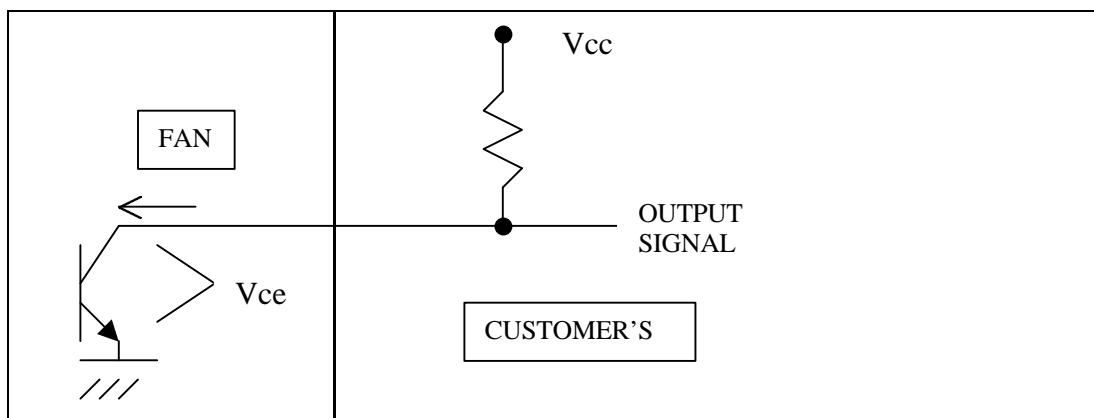 Vcc
FAN
OUTPUT
SIGNAL
Vce
CUSTOMER’S